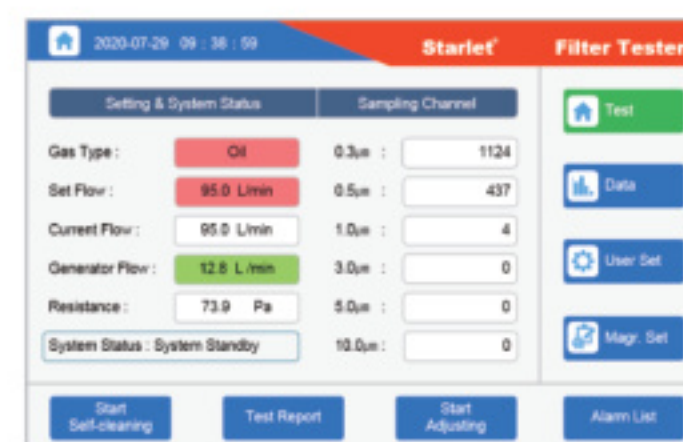 2020-07-29 09 : 38 : 59
Starlet
Filter Tester
Setting & System Status
Sampling Channel
Test
Gas Type : Oil
0.3μm : 1124
Set Flow : 95.0 L/min
0.5μm : 437
Data
Current Flow : 95.0 L/min
1.0μm : 4
Generator Flow : 12.8 L /min
3.0μm : 0
User Set
Resistance : 73.9 Pa
5.0μm : 0
System Status : System Standby
10.0μm : 0
Magr. Set
Start
Self-cleaning
Test Report
Start
Adjusting
Alarm List